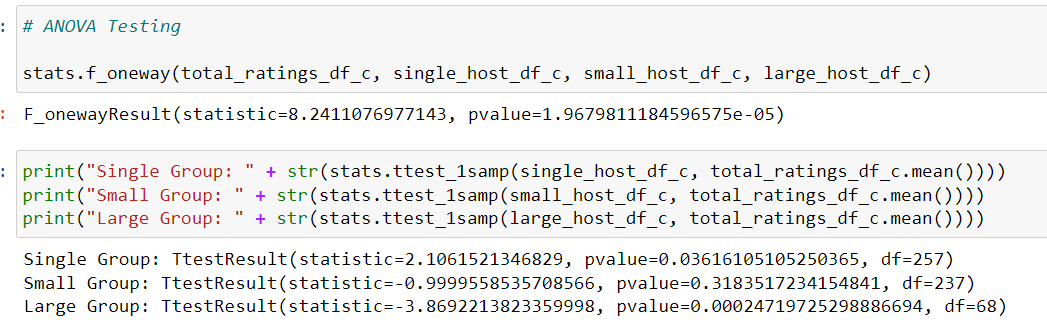 # ANOVA Testing
stats.f_oneway(total_ratings_df_c, single_host_df_c, small_host_df_c, large_host_df_c)
F_onewayResult(statistic=8.2411076977143, pvalue=1.9679811184596575e-05)
print("Single Group: " + str(stats.ttest_1samp(single_host_df_c, total_ratings_df_c.mean())))
print("Small Group: " + str(stats.ttest_1samp(small_host_df_c, total_ratings_df_c.mean())))
print("Large Group: " + str(stats.ttest_1samp(large_host_df_c, total_ratings_df_c.mean())))
Single Group: TtestResult(statistic=2.1061521346829, pvalue=0.03616105105250365, df=257)
Small Group: TtestResult(statistic=-0.9999558535708566, pvalue=0.3183517234154841, df=237)
Large Group: TtestResult(statistic=-3.8692213823359998, pvalue=0.00024719725298886694, df=68)